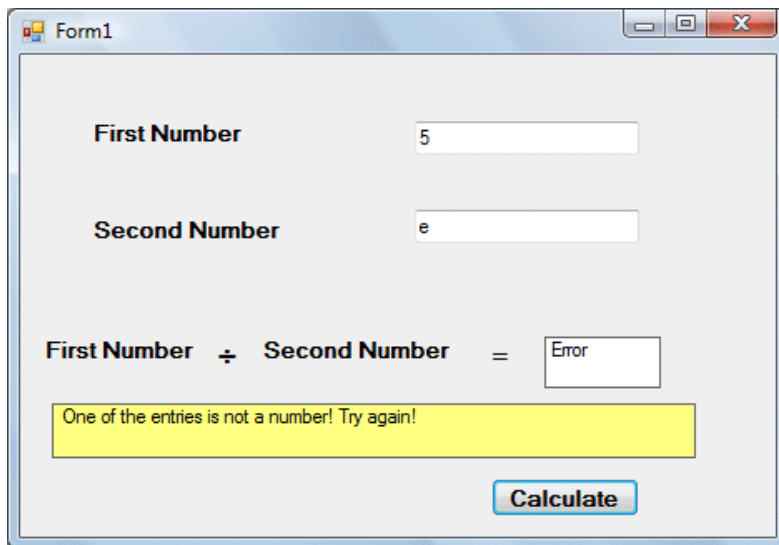 Form1
First Number 5
Second Number e
First Number ÷ Second Number = Error
One of the entries is not a number! Try again!
Calculate